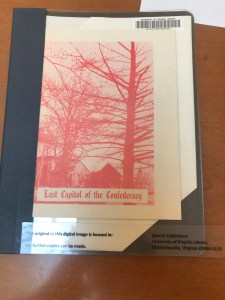 Last Capitol of the Confederacy
The original to this digital image is housed in:
No further copies can be made.
Special Collections
University of Virginia Library
Charlottesville, Virginia